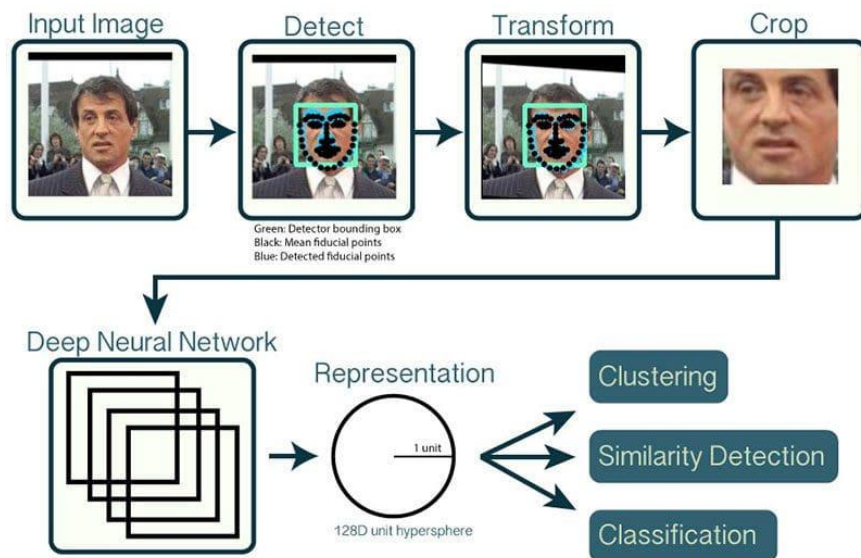 Input Image
Detect
Transform
Crop
Green: Detector bounding box
Black: Mean fiducial points
Blue: Detected fiducial points
Deep Neural Network
Representation
1 unit
128D unit hypersphere
Clustering
Similarity Detection
Classification